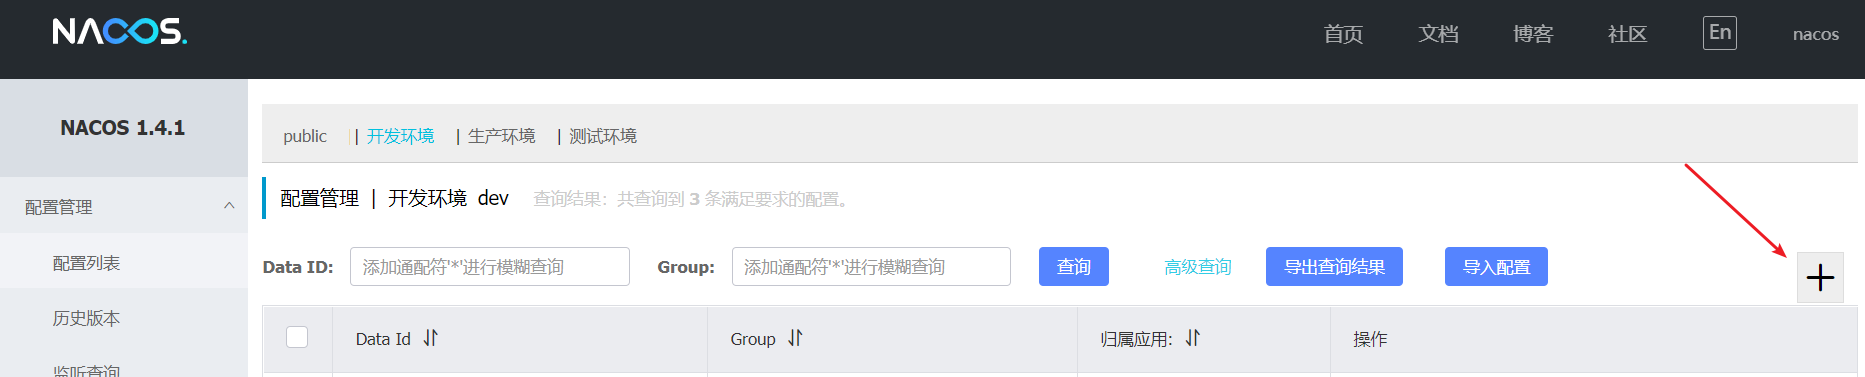 NACOS.
首页 文档 博客 社区 En nacos
NACOS 1.4.1
配置管理
配置列表
历史版本
监听查询
public | 开发环境 | 生产环境 | 测试环境
配置管理 | 开发环境 dev 查询结果：共查询到 3 条满足要求的配置。
Data ID: 添加通配符'*'进行模糊查询 Group: 添加通配符'*'进行模糊查询 查询 高级查询 导出查询结果 导入配置
Data Id Group 归属应用: 操作